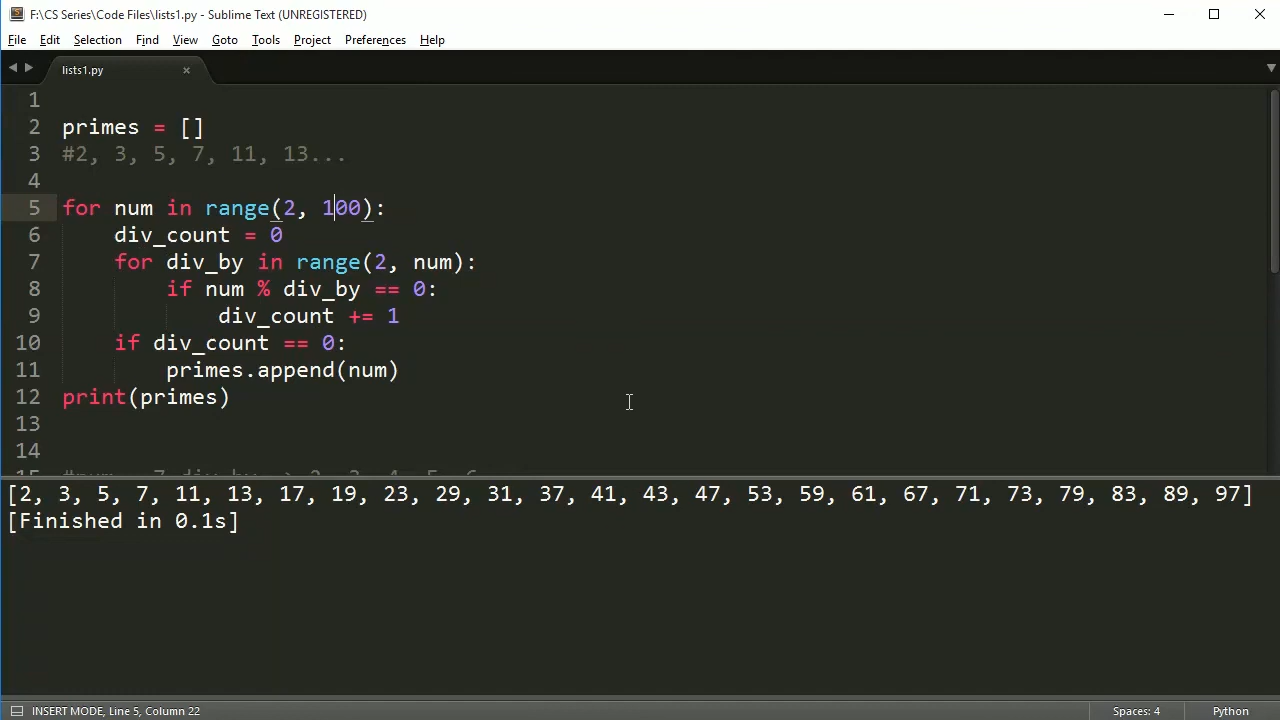 F:\CS Series\Code Files\lists1.py - Sublime Text (UNREGISTERED)
File Edit Selection Find View Goto Tools Project Preferences Help
lists1.py
1
2 primes = []
3 #2, 3, 5, 7, 11, 13...
4
5 for num in range(2, 100):
6     div_count = 0
7     for div_by in range(2, num):
8         if num % div_by == 0:
9             div_count += 1
10     if div_count == 0:
11         primes.append(num)
12 print(primes)
13
14
[2, 3, 5, 7, 11, 13, 17, 19, 23, 29, 31, 37, 41, 43, 47, 53, 59, 61, 67, 71, 73, 79, 83, 89, 97]
[Finished in 0.1s]
INSERT MODE, Line 5, Column 22 Spaces: 4 Python